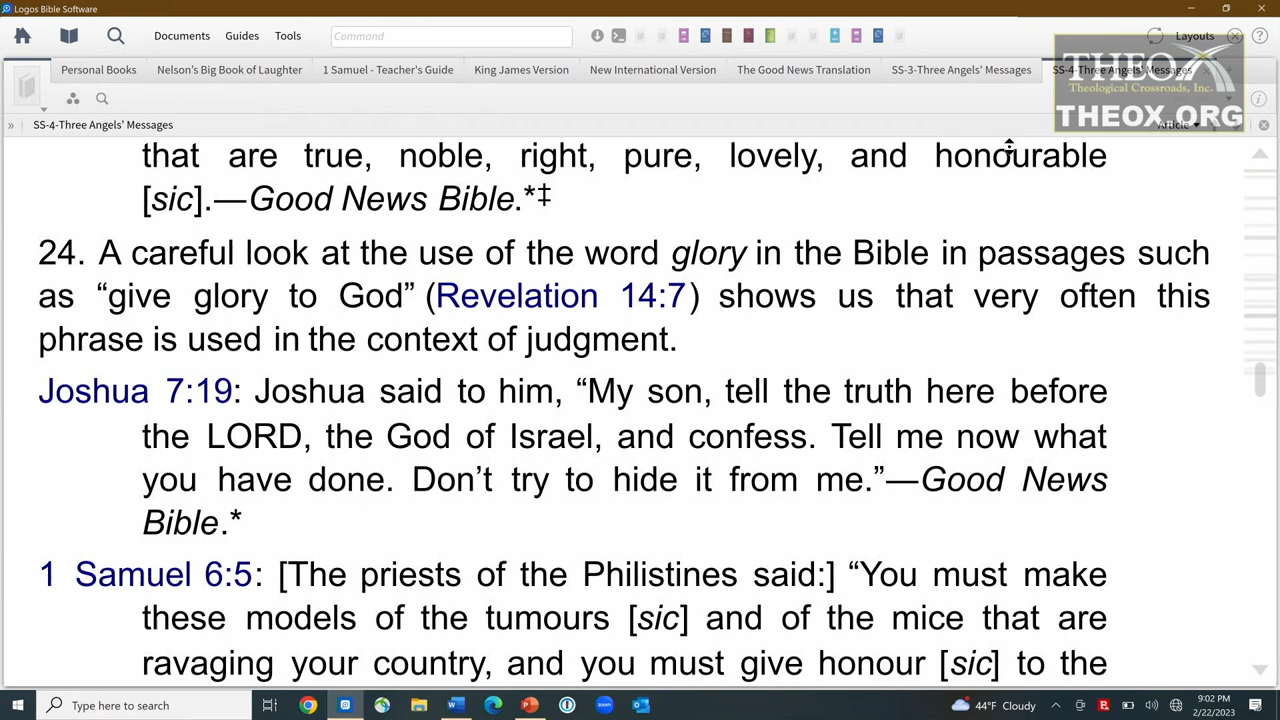 Logos Bible Software
Documents Guides Tools Command Layouts
Personal Books Nelson's Big Book of Laughter 1 Sam King James Version New International Version The Good News Translation SS-3-Three Angels' Messages SS-4-Three Angels' Messages
THEOX
Theological Crossroads, Inc.
THEOX.ORG
SS-4-Three Angels' Messages Article
that are true, noble, right, pure, lovely, and honourable
[sic].—Good News Bible.*‡
24. A careful look at the use of the word glory in the Bible in passages such
as “give glory to God” (Revelation 14:7) shows us that very often this
phrase is used in the context of judgment.
Joshua 7:19: Joshua said to him, “My son, tell the truth here before
the LORD, the God of Israel, and confess. Tell me now what
you have done. Don’t try to hide it from me.”—Good News
Bible.*
1 Samuel 6:5: [The priests of the Philistines said:] “You must make
these models of the tumours [sic] and of the mice that are
ravaging your country, and you must give honour [sic] to the
Type here to search 44°F Cloudy 9:02 PM
2/22/2023